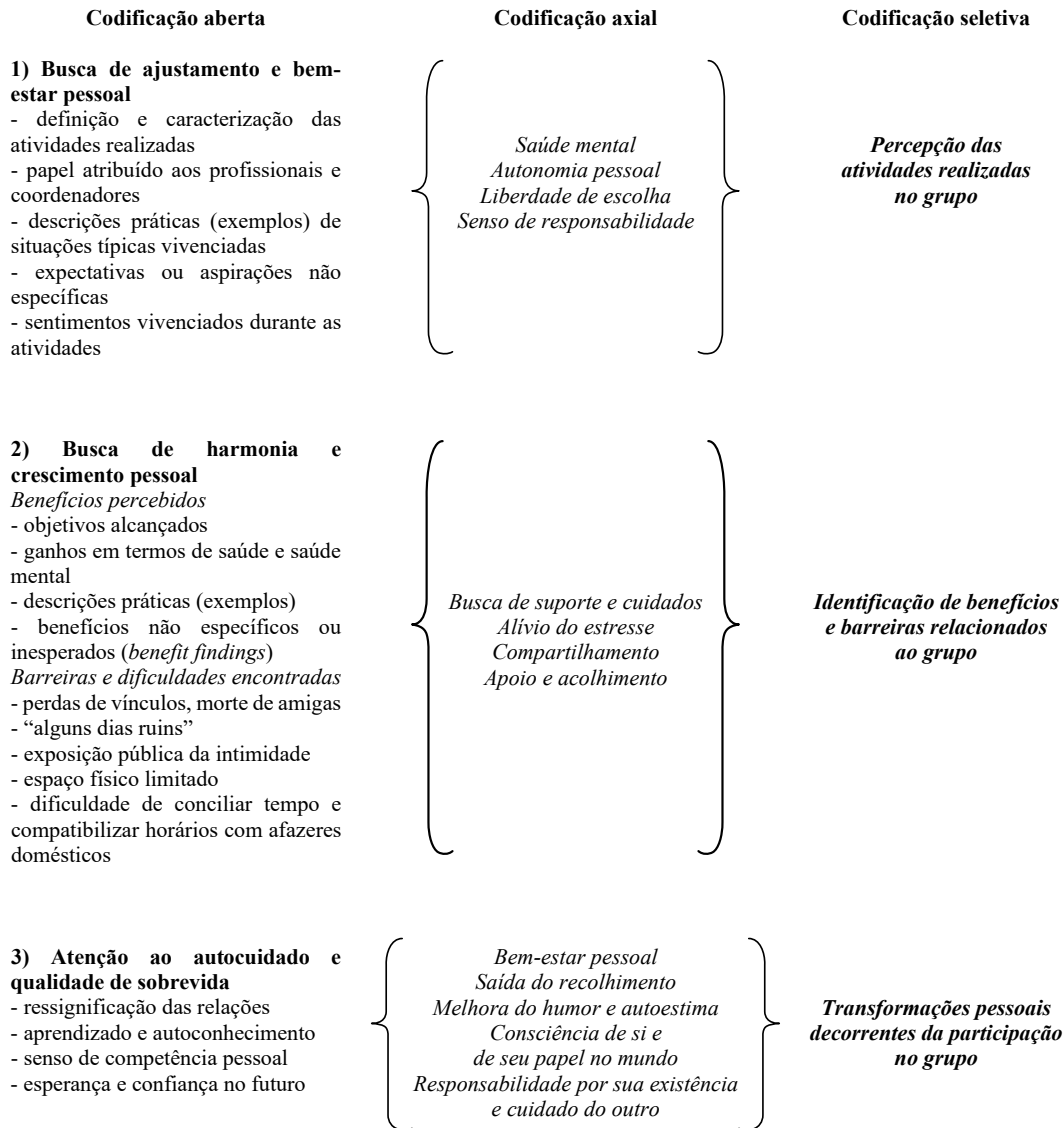 Codificação aberta
Codificação axial
Codificação seletiva
1) Busca de ajustamento e bem-
estar pessoal
- definição e caracterização das
atividades realizadas
- papel atribuído aos profissionais e
coordenadores
- descrições práticas (exemplos) de
situações típicas vivenciadas
- expectativas ou aspirações não
específicas
- sentimentos vivenciados durante as
atividades
Saúde mental
Autonomia pessoal
Liberdade de escolha
Senso de responsabilidade
Percepção das
atividades realizadas
no grupo
2) Busca de harmonia e
crescimento pessoal
Benefícios percebidos
- objetivos alcançados
- ganhos em termos de saúde e saúde
mental
- descrições práticas (exemplos)
- benefícios não específicos ou
inesperados (benefit findings)
Barreiras e dificuldades encontradas
- perdas de vínculos, morte de amigas
- “alguns dias ruins”
- exposição pública da intimidade
- espaço físico limitado
- dificuldade de conciliar tempo e
compatibilizar horários com afazeres
domésticos
Busca de suporte e cuidados
Alívio do estresse
Compartilhamento
Apoio e acolhimento
Identificação de benefícios
e barreiras relacionados
ao grupo
3) Atenção ao autocuidado e
qualidade de sobrevida
- ressignificação das relações
- aprendizado e autoconhecimento
- senso de competência pessoal
- esperança e confiança no futuro
Bem-estar pessoal
Saída do recolhimento
Melhora do humor e autoestima
Consciência de si e
de seu papel no mundo
Responsabilidade por sua existência
e cuidado do outro
Transformações pessoais
decorrentes da participação
no grupo